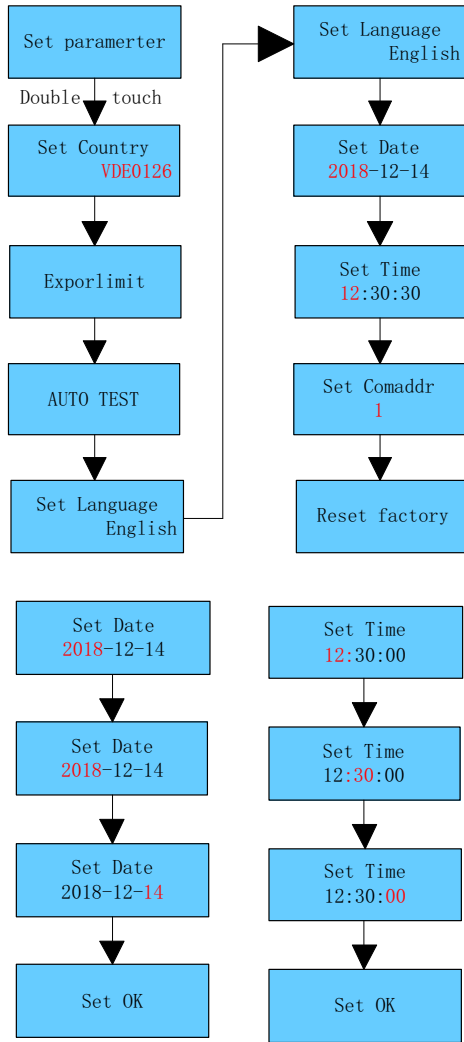 Set paramerter
Double touch
Set Country
VDE0126
Exporlimit
AUTO TEST
Set Language
English
Set Language
English
Set Date
2018-12-14
Set Time
12:30:30
Set Comaddr
1
Reset factory
Set Date
2018-12-14
Set Date
2018-12-14
Set Date
2018-12-14
Set OK
Set Time
12:30:00
Set Time
12:30:00
Set Time
12:30:00
Set OK